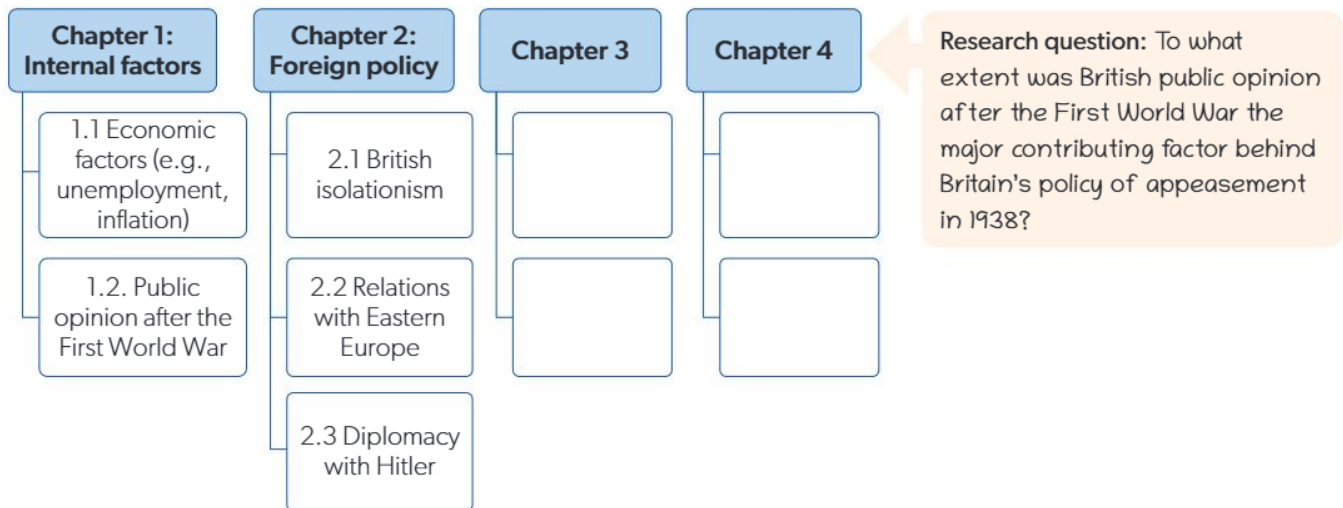 Chapter 1:
Internal factors
1.1 Economic
factors (e.g.,
unemployment,
inflation)
1.2. Public
opinion after the
First World War
Chapter 2:
Foreign policy
2.1 British
isolationism
2.2 Relations
with Eastern
Europe
2.3 Diplomacy
with Hitler
Chapter 3
Chapter 4
Research question: To what
extent was British public opinion
after the First World War the
major contributing factor behind
Britain's policy of appeasement
in 1938?